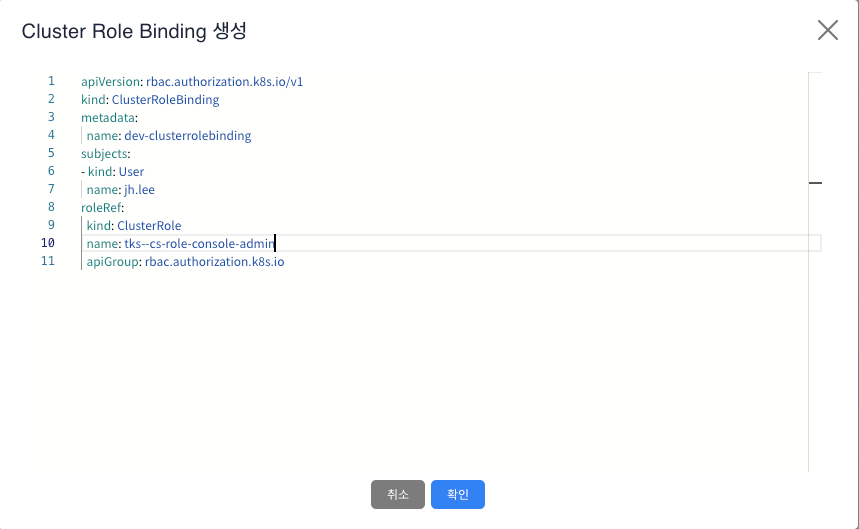 Cluster Role Binding 생성
1 apiVersion: rbac.authorization.k8s.io/v1
2 kind: ClusterRoleBinding
3 metadata:
4 name: dev-clusterrolebinding
5 subjects:
6 - kind: User
7 name: jh.lee
8 roleRef:
9 kind: ClusterRole
10 name: tks--cs-role-console-admin
11 apiGroup: rbac.authorization.k8s.io
취소 확인